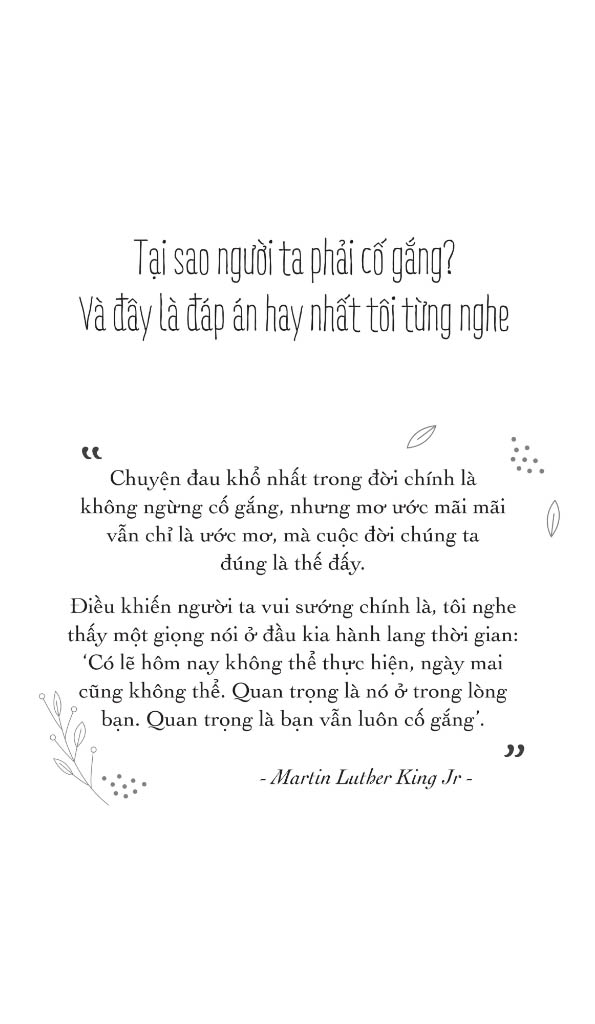 Tại sao người ta phải cố gắng?
Và đây là đáp án hay nhất tôi từng nghe
“
Chuyện đau khổ nhất trong đời chính là
không ngừng cố gắng, nhưng mơ ước mãi mãi
vẫn chỉ là ước mơ, mà cuộc đời chúng ta
đúng là thế đấy.
Điều khiến người ta vui sướng chính là, tôi nghe
thấy một giọng nói ở đầu kia hành lang thời gian:
‘Có lẽ hôm nay không thể thực hiện, ngày mai
cũng không thể. Quan trọng là nó ở trong lòng
bạn. Quan trọng là bạn vẫn luôn cố gắng’.
”
- Martin Luther King Jr -